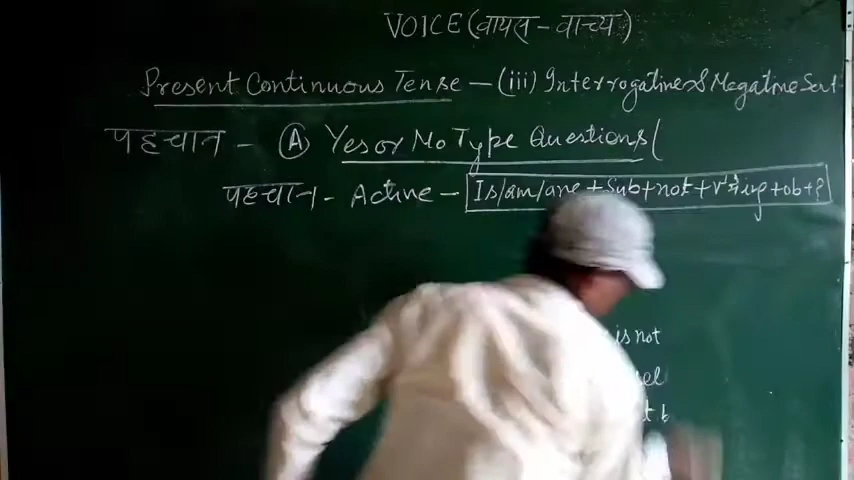 VOICE (वायस - वाच्य)
Present Continuous Tense - (iii) Interrogative & Negative Sent
पहचान - (A) Yes or No Type Questions (
पहचान - Active - Is/am/are + Sub + not + v'+ing + ob + ?
is not